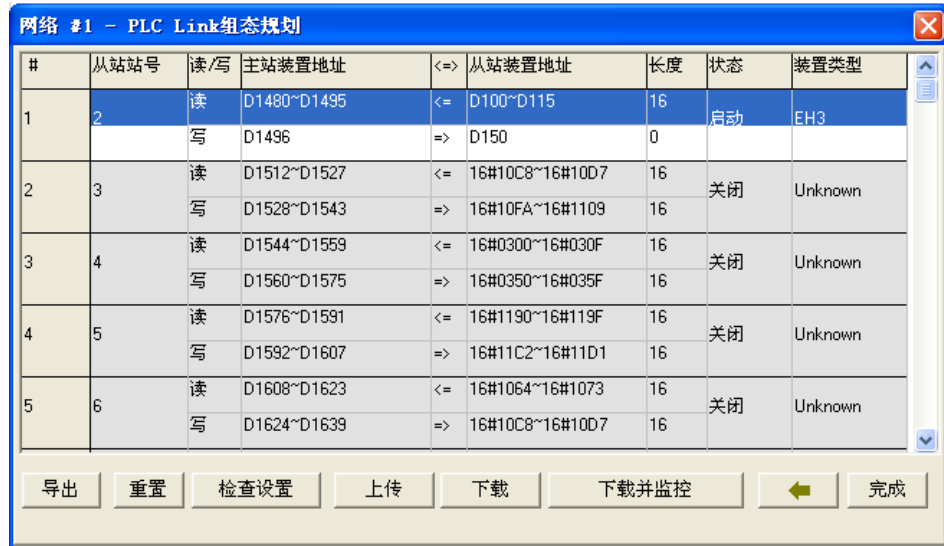 网络 #1 - PLC Link组态规划
# 从站站号 读/写 主站装置地址 <=> 从站装置地址 长度 状态 装置类型
1 2 读 D1480~D1495 <= D100~D115 16 启动 EH3
写 D1496 => D150 0
2 3 读 D1512~D1527 <= 16#10C8~16#10D7 16 关闭 Unknown
写 D1528~D1543 => 16#10FA~16#1109 16
3 4 读 D1544~D1559 <= 16#0300~16#030F 16 关闭 Unknown
写 D1560~D1575 => 16#0350~16#035F 16
4 5 读 D1576~D1591 <= 16#1190~16#119F 16 关闭 Unknown
写 D1592~D1607 => 16#11C2~16#11D1 16
5 6 读 D1608~D1623 <= 16#1064~16#1073 16 关闭 Unknown
写 D1624~D1639 => 16#10C8~16#10D7 16
导出 重置 检查设置 上传 下载 下载并监控 完成